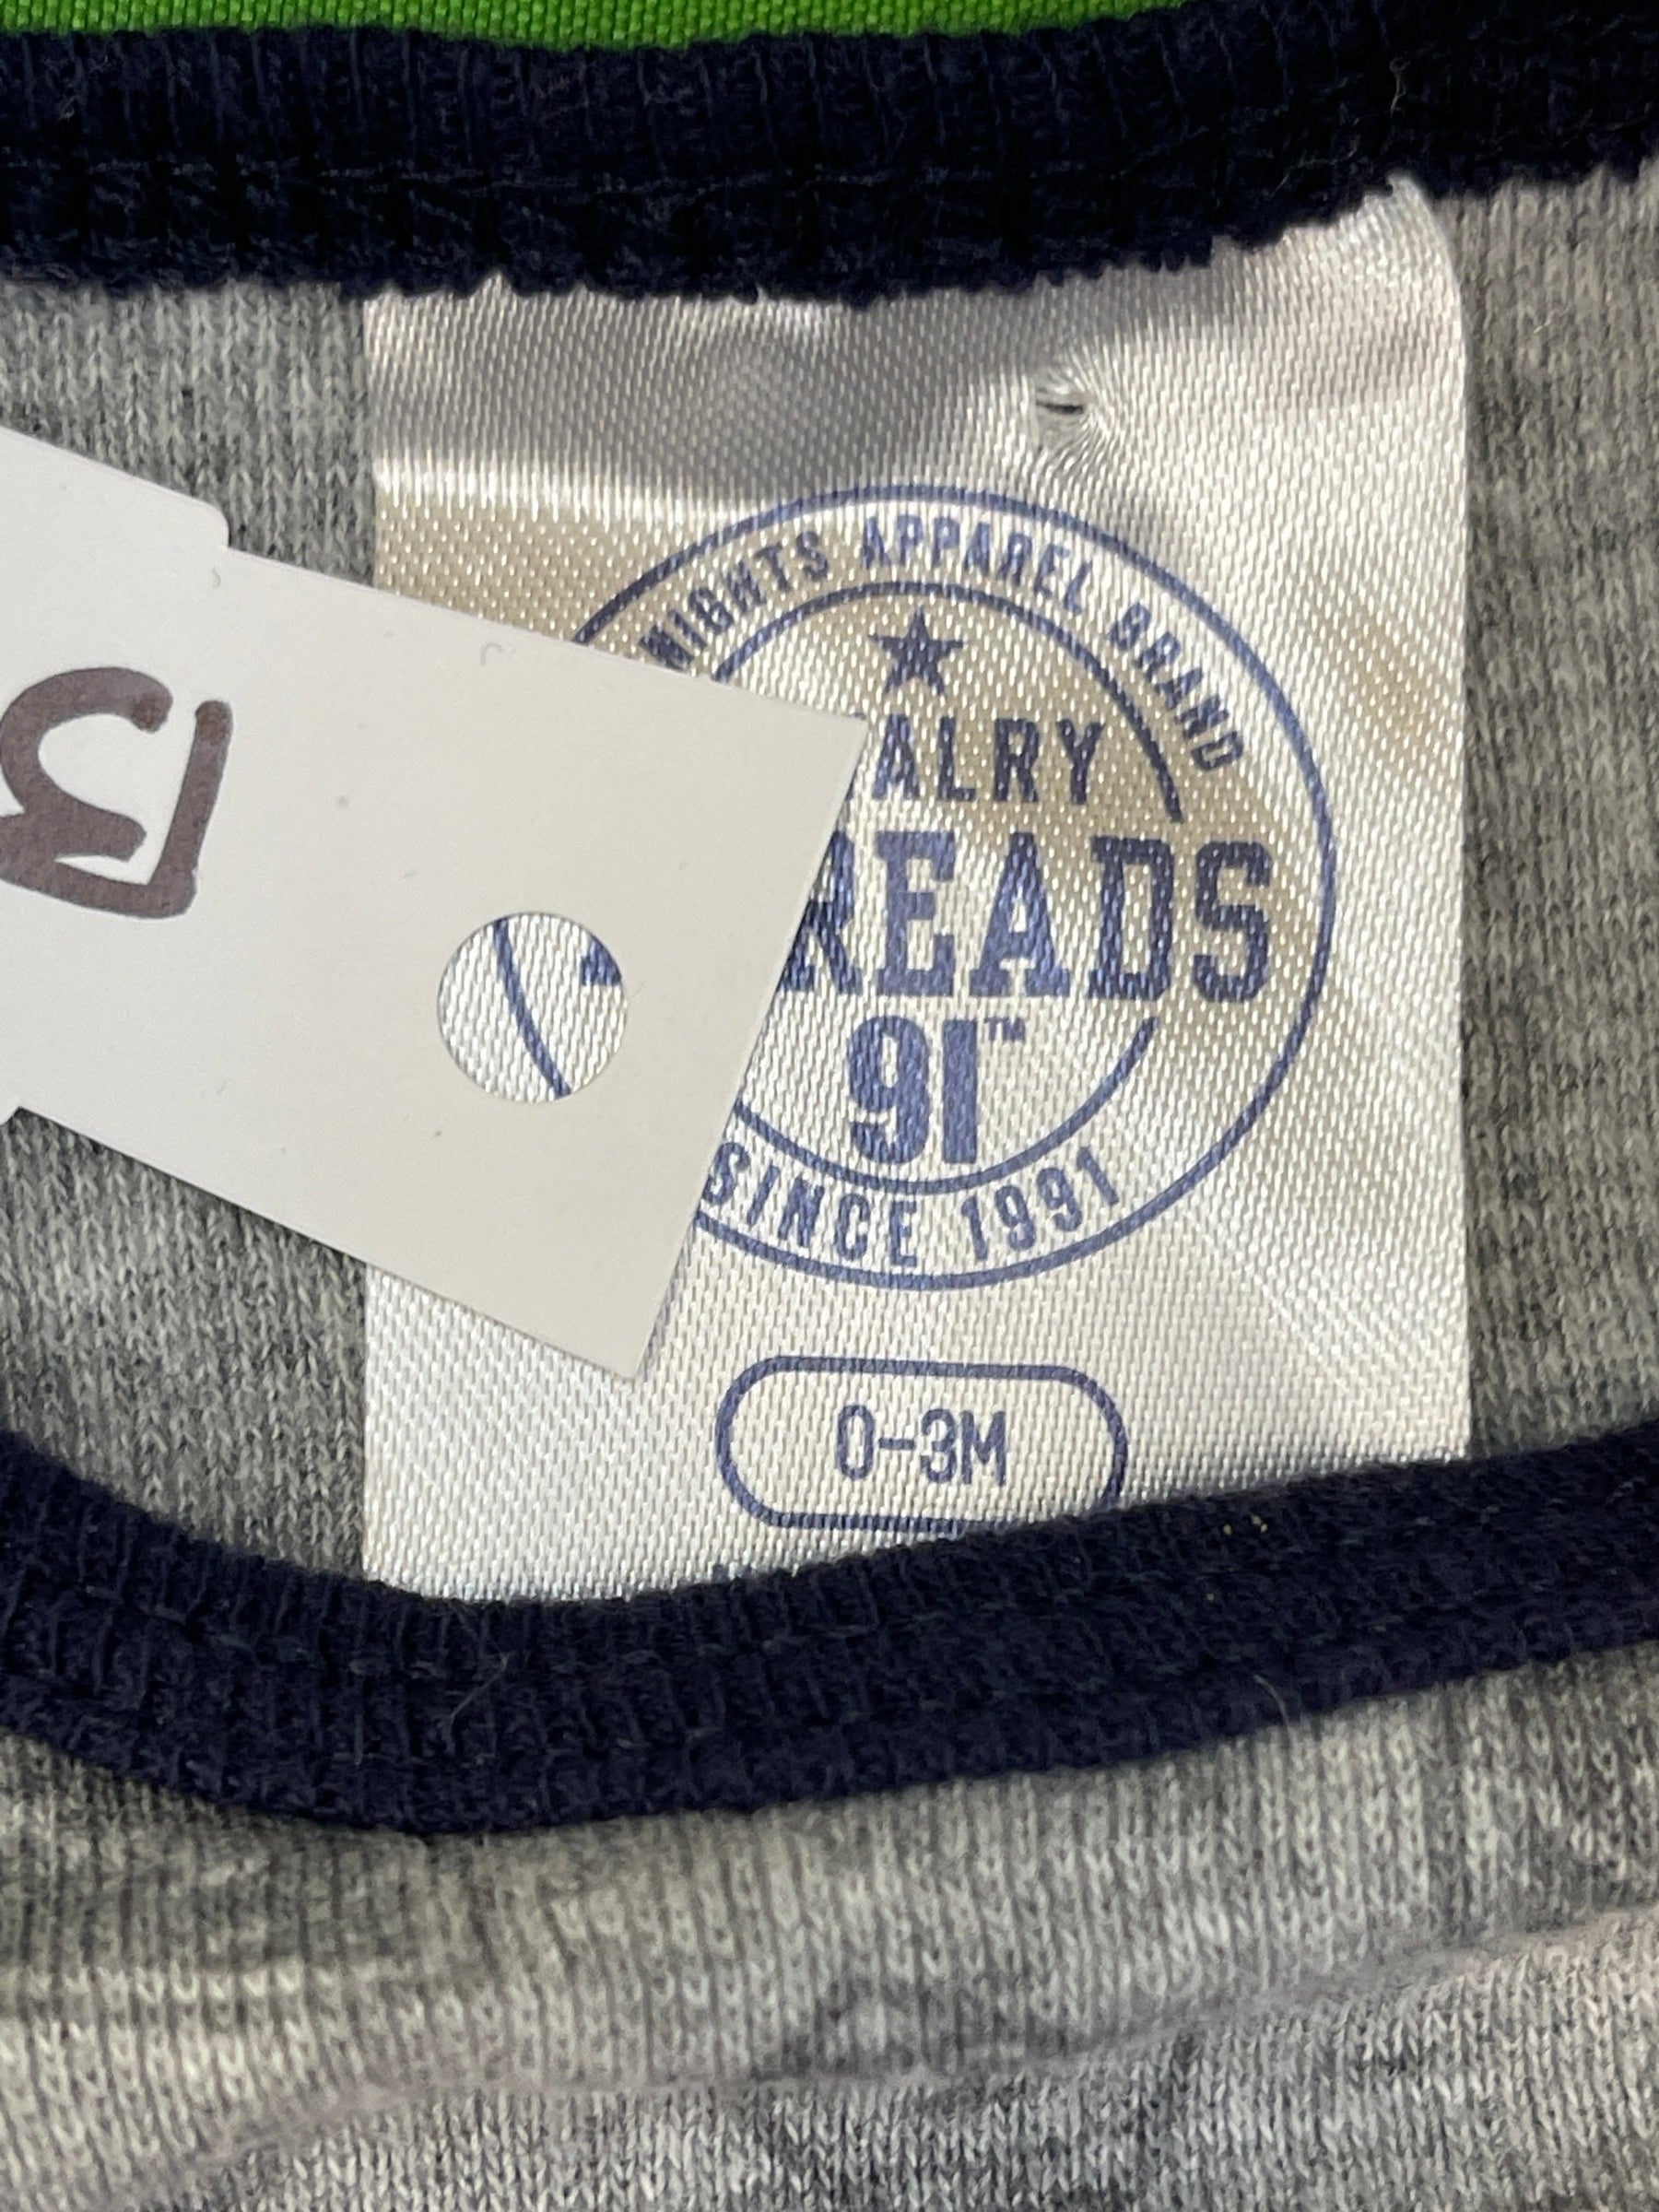 NIGHTS APPAREL BRAND
ALRY
READS
91™
SINCE 1991
0-3M